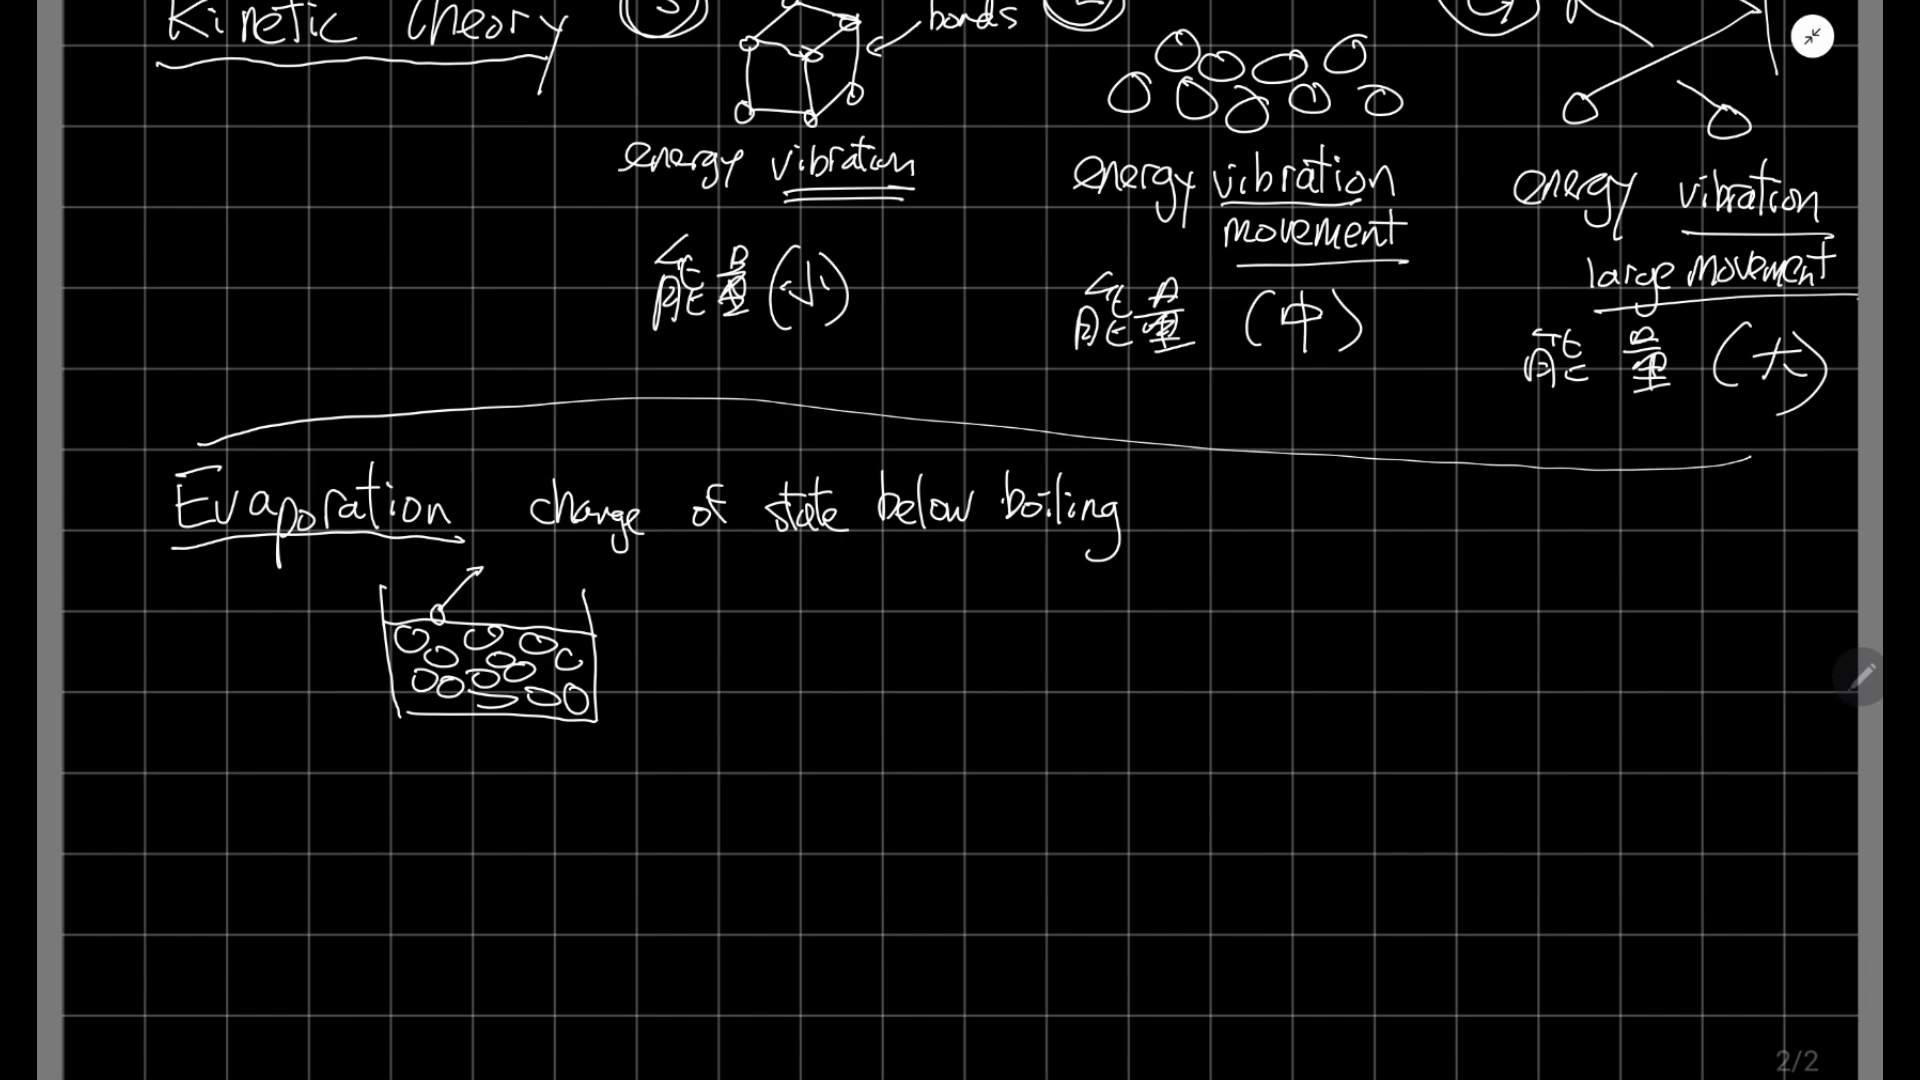 Kinetic theory
S
bonds
energy vibration
能量 (小)
energy vibration
movement
能量 (中)
energy vibration
large movement
能量 (大)
Evaporation change of state below boiling
2/2